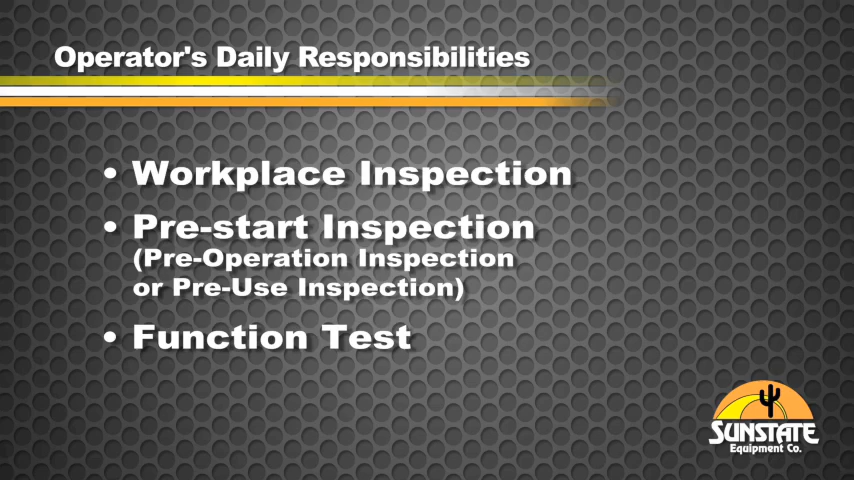 Operator's Daily Responsibilities
• Workplace Inspection
• Pre-start Inspection
(Pre-Operation Inspection
or Pre-Use Inspection)
• Function Test
SUNSTATE
Equipment Co.